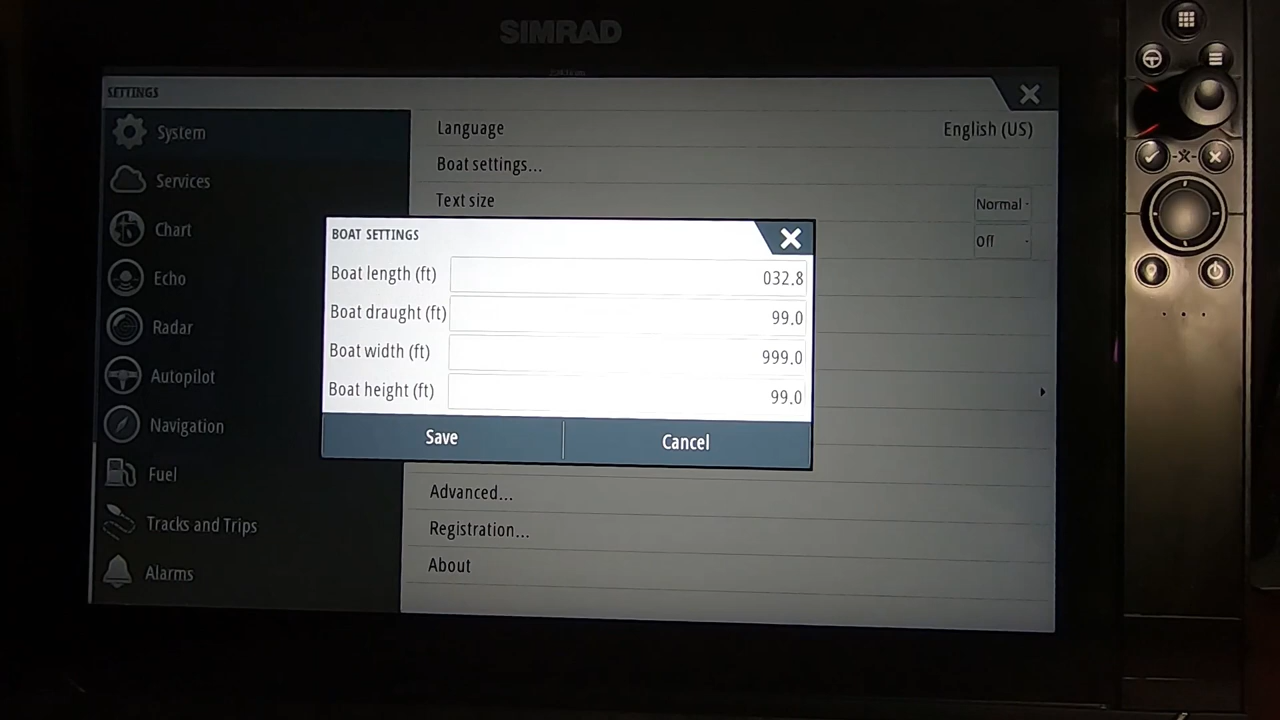 SIMRAD
SETTINGS
System
Services
Chart
Echo
Radar
Autopilot
Navigation
Fuel
Tracks and Trips
Alarms
Language English (US)
Boat settings...
Text size Normal
Off
BOAT SETTINGS
Boat length (ft) 032.8
Boat draught (ft) 99.0
Boat width (ft) 999.0
Boat height (ft) 99.0
Save Cancel
Advanced...
Registration...
About